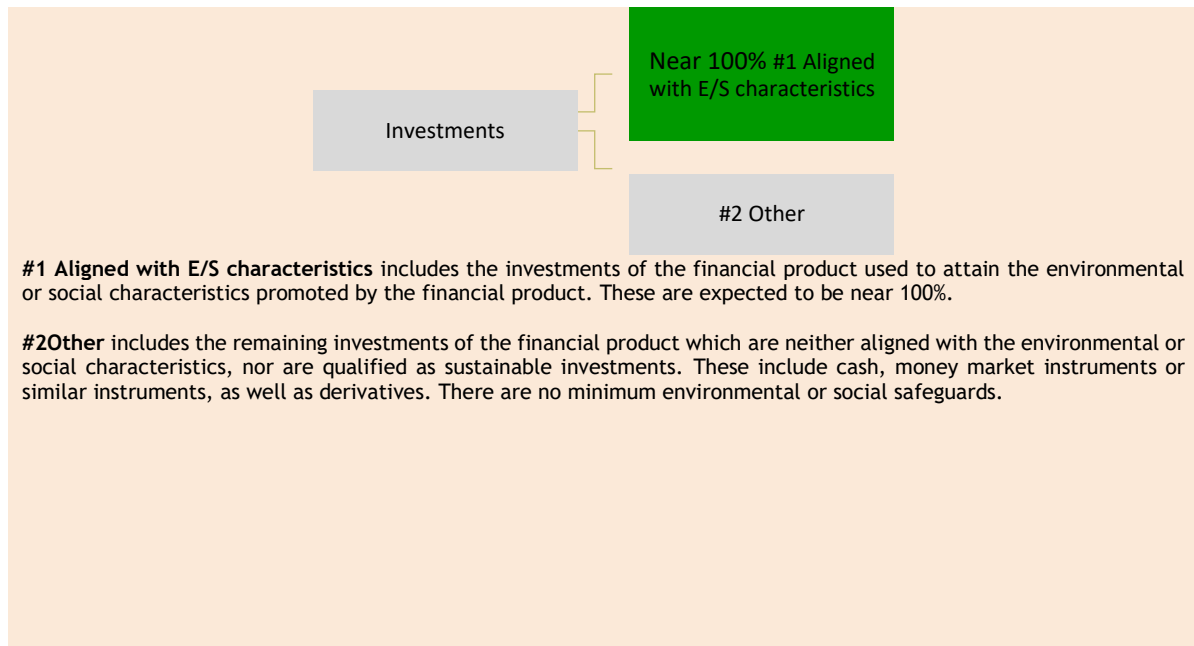 Near 100% #1 Aligned
with E/S characteristics
Investments
#2 Other
#1 Aligned with E/S characteristics includes the investments of the financial product used to attain the environmental
or social characteristics promoted by the financial product. These are expected to be near 100%.
#2Other includes the remaining investments of the financial product which are neither aligned with the environmental or
social characteristics, nor are qualified as sustainable investments. These include cash, money market instruments or
similar instruments, as well as derivatives. There are no minimum environmental or social safeguards.